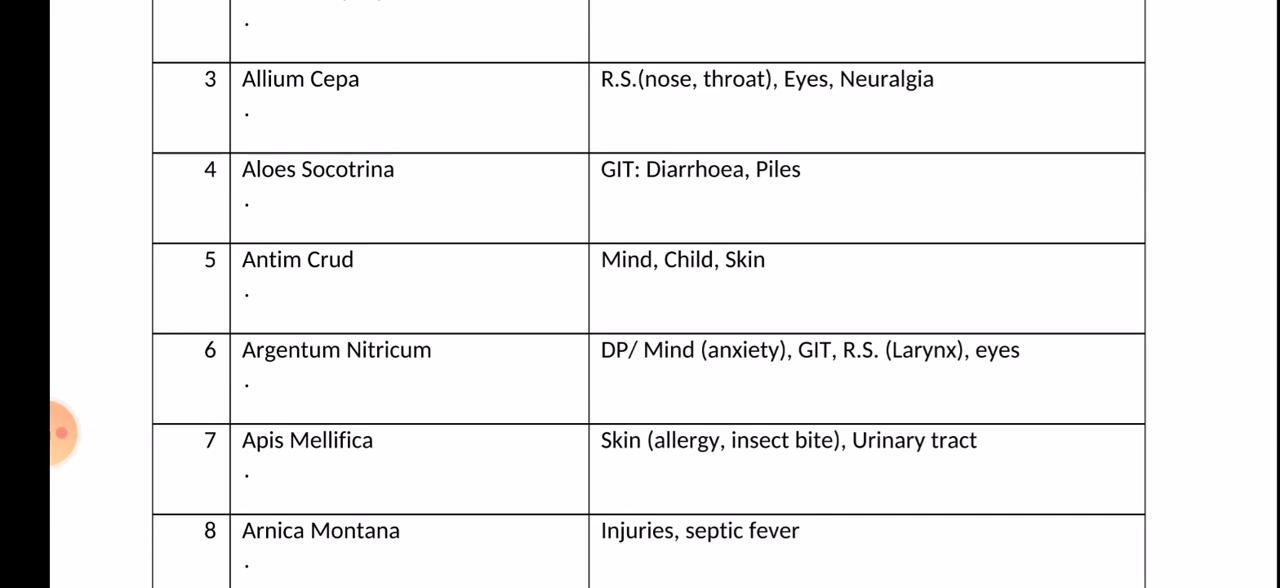 .
3 Allium Cepa R.S.(nose, throat), Eyes, Neuralgia
.
4 Aloes Socotrina GIT: Diarrhoea, Piles
.
5 Antim Crud Mind, Child, Skin
.
6 Argentum Nitricum DP/ Mind (anxiety), GIT, R.S. (Larynx), eyes
.
7 Apis Mellifica Skin (allergy, insect bite), Urinary tract
.
8 Arnica Montana Injuries, septic fever
.